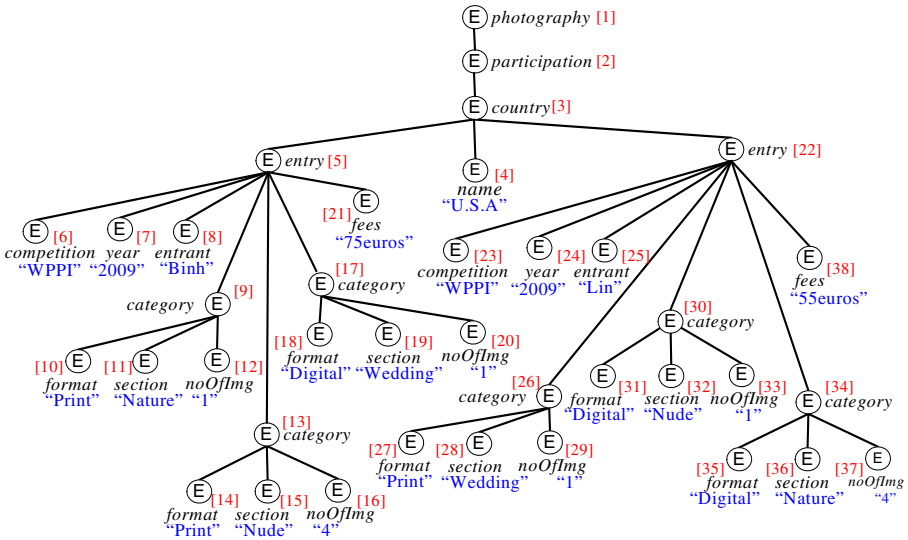 E photography [1]
E participation [2]
E country [3]
E entry [5]
E entry [22]
E [4]
name
“U.S.A”
[21] E
fees
“75euros”
E [6] E [7] E [8]
competition year entrant
“WPPI” “2009” “Binh”
E [23] E [24] E [25]
competition year entrant
“WPPI” “2009” “Lin”
E [38]
fees
“55euros”
[17]
E category
[9]
category E
[30]
E category
[18] E E [19] E [20]
format section noOfImg
“Digital” “Wedding” “1”
[10] E [11] E E [12]
format section noOfImg
“Print” “Nature” “1”
E [31] E [32] E [33]
format section noOfImg
“Digital” “Nude” “1”
[26]
category E
[34]
E category
[13]
E category
[27] E [28] E E [29]
format section noOfImg
“Print” “Wedding” “1”
[35] E [36] E [37] E
format section noOfImg
“Digital” “Nature” “4”
E [14] E [15] E [16]
format section noOfImg
“Print” “Nude” “4”